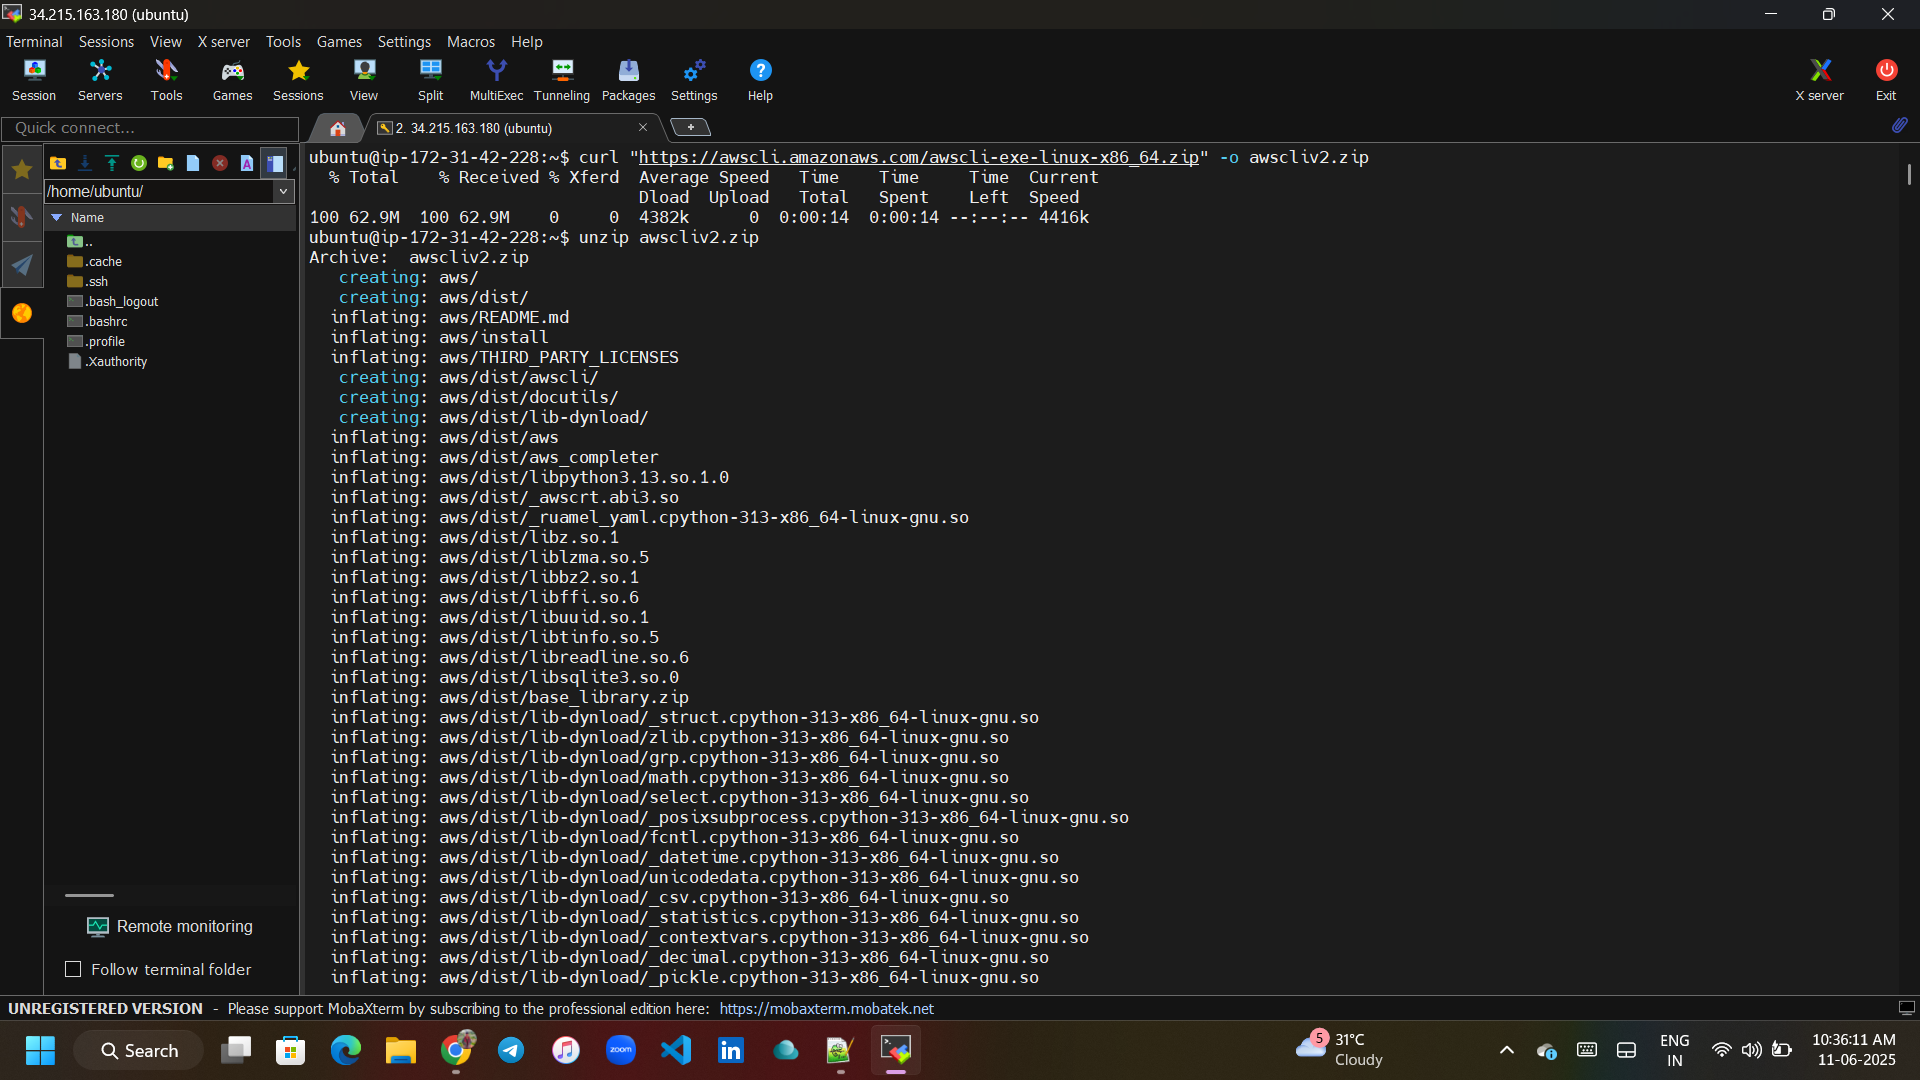 34.215.163.180 (ubuntu)
Terminal Sessions View X server Tools Games Settings Macros Help
Session Servers Tools Games Sessions View Split MultiExec Tunneling Packages Settings Help X server Exit
Quick connect...
2. 34.215.163.180 (ubuntu)
/home/ubuntu/
Name
..
.cache
.ssh
.bash_logout
.bashrc
.profile
.Xauthority
Remote monitoring
Follow terminal folder
ubuntu@ip-172-31-42-228:~$ curl "https://awscli.amazonaws.com/awscli-exe-linux-x86_64.zip" -o awscliv2.zip
% Total % Received % Xferd Average Speed Time Time Time Current
Dload Upload Total Spent Left Speed
100 62.9M 100 62.9M 0 0 4382k 0 0:00:14 0:00:14 --:--:-- 4416k
ubuntu@ip-172-31-42-228:~$ unzip awscliv2.zip
Archive: awscliv2.zip
creating: aws/
creating: aws/dist/
inflating: aws/README.md
inflating: aws/install
inflating: aws/THIRD_PARTY_LICENSES
creating: aws/dist/awscli/
creating: aws/dist/docutils/
creating: aws/dist/lib-dynload/
inflating: aws/dist/aws
inflating: aws/dist/aws_completer
inflating: aws/dist/libpython3.13.so.1.0
inflating: aws/dist/_awscrt.abi3.so
inflating: aws/dist/_ruamel_yaml.cpython-313-x86_64-linux-gnu.so
inflating: aws/dist/libz.so.1
inflating: aws/dist/liblzma.so.5
inflating: aws/dist/libbz2.so.1
inflating: aws/dist/libffi.so.6
inflating: aws/dist/libuuid.so.1
inflating: aws/dist/libtinfo.so.5
inflating: aws/dist/libreadline.so.6
inflating: aws/dist/libsqlite3.so.0
inflating: aws/dist/base_library.zip
inflating: aws/dist/lib-dynload/_struct.cpython-313-x86_64-linux-gnu.so
inflating: aws/dist/lib-dynload/zlib.cpython-313-x86_64-linux-gnu.so
inflating: aws/dist/lib-dynload/grp.cpython-313-x86_64-linux-gnu.so
inflating: aws/dist/lib-dynload/math.cpython-313-x86_64-linux-gnu.so
inflating: aws/dist/lib-dynload/select.cpython-313-x86_64-linux-gnu.so
inflating: aws/dist/lib-dynload/_posixsubprocess.cpython-313-x86_64-linux-gnu.so
inflating: aws/dist/lib-dynload/fcntl.cpython-313-x86_64-linux-gnu.so
inflating: aws/dist/lib-dynload/_datetime.cpython-313-x86_64-linux-gnu.so
inflating: aws/dist/lib-dynload/unicodedata.cpython-313-x86_64-linux-gnu.so
inflating: aws/dist/lib-dynload/_csv.cpython-313-x86_64-linux-gnu.so
inflating: aws/dist/lib-dynload/_statistics.cpython-313-x86_64-linux-gnu.so
inflating: aws/dist/lib-dynload/_contextvars.cpython-313-x86_64-linux-gnu.so
inflating: aws/dist/lib-dynload/_decimal.cpython-313-x86_64-linux-gnu.so
inflating: aws/dist/lib-dynload/_pickle.cpython-313-x86_64-linux-gnu.so
UNREGISTERED VERSION - Please support MobaXterm by subscribing to the professional edition here: https://mobaxterm.mobatek.net
Search
zoom
in
5
31°C
Cloudy
ENG
IN
10:36:11 AM
11-06-2025